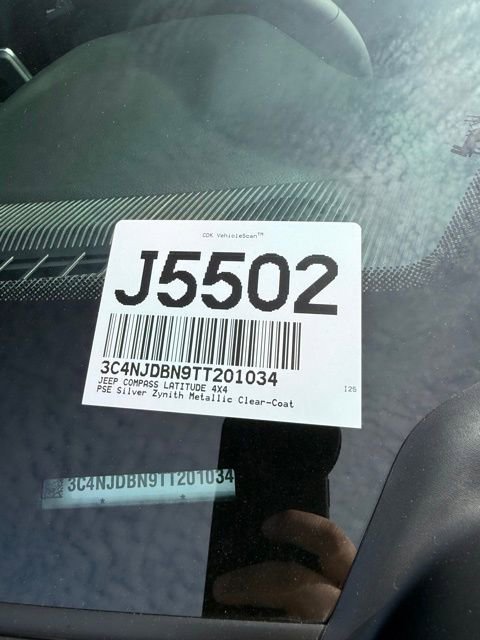 CDK VehicleScan™
J5502
3C4NJDBN9TT201034
JEEP COMPASS LATITUDE 4X4
PSE Silver Zynith Metallic Clear-Coat
I25
3C4NJDBN9TT201034
* *